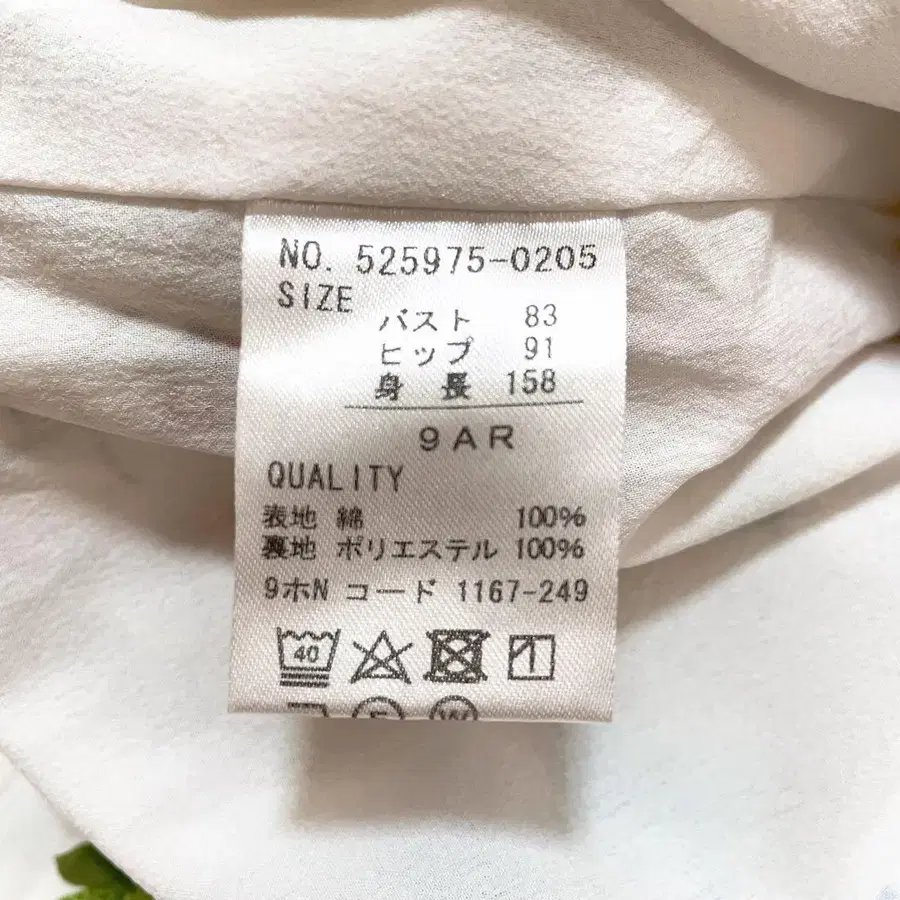 NO. 525975-0205
SIZE
バスト 83
ヒップ 91
身長 158
9AR
QUALITY
表地 綿 100%
裏地 ポリエステル 100%
9ホN コード 1167-249
40